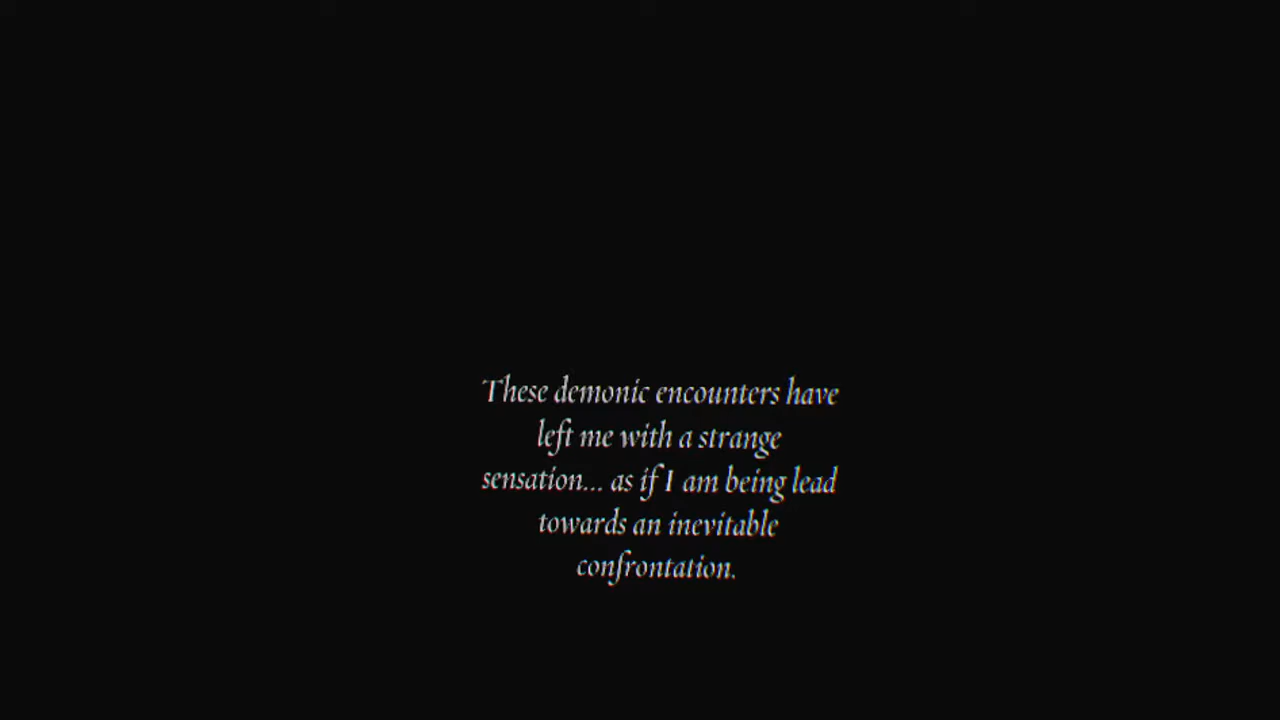 These demonic encounters have
left me with a strange
sensation... as if I am being lead
towards an inevitable
confrontation.